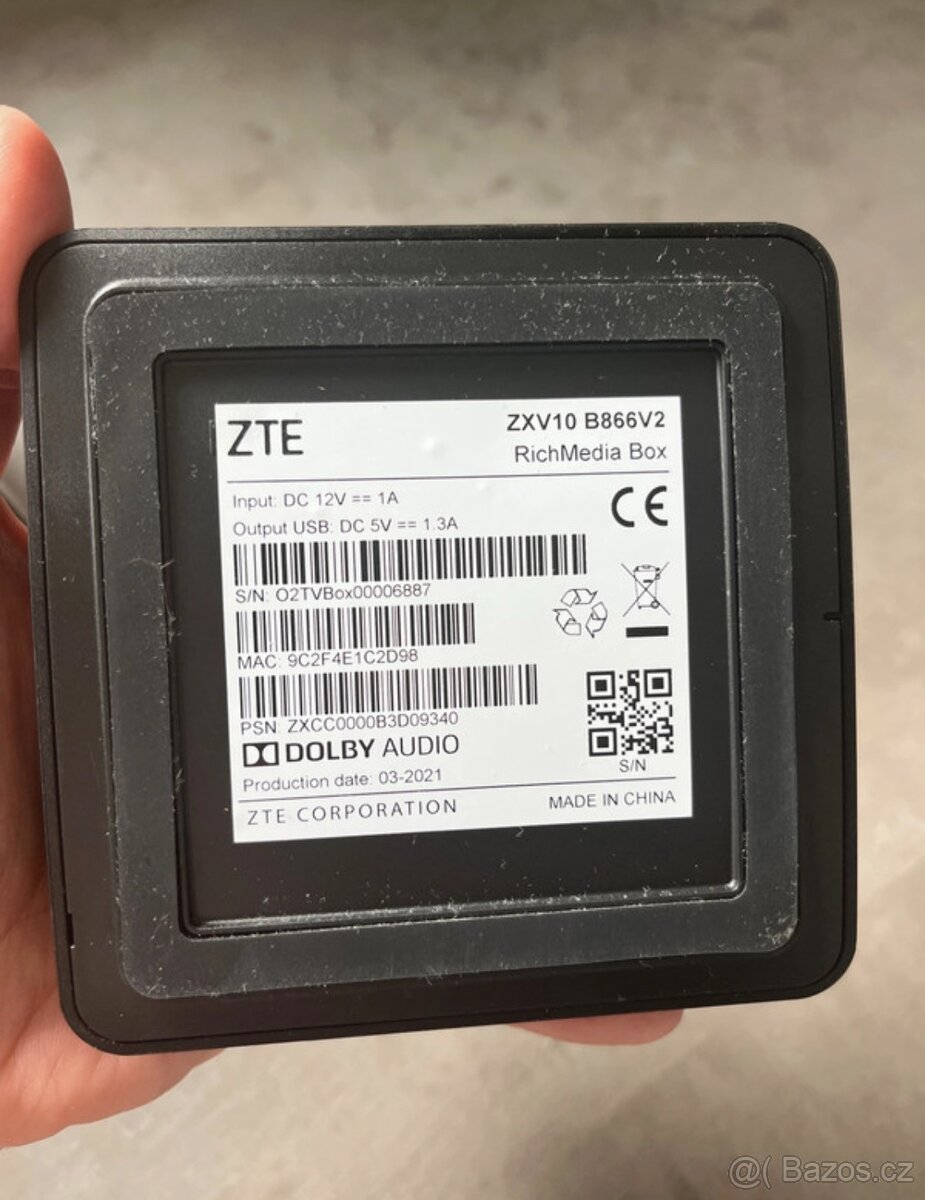 ZTE
ZXV10 B866V2
RichMedia Box
Input: DC 12V == 1A
Output USB: DC 5V == 1.3A
CE
S/N: O2TVBox00006887
MAC: 9C2F4E1C2D98
PSN: ZXCC0000B3D09340
DOLBY AUDIO
S/N
Production date: 03-2021
ZTE CORPORATION
MADE IN CHINA
@( Bazos.cz